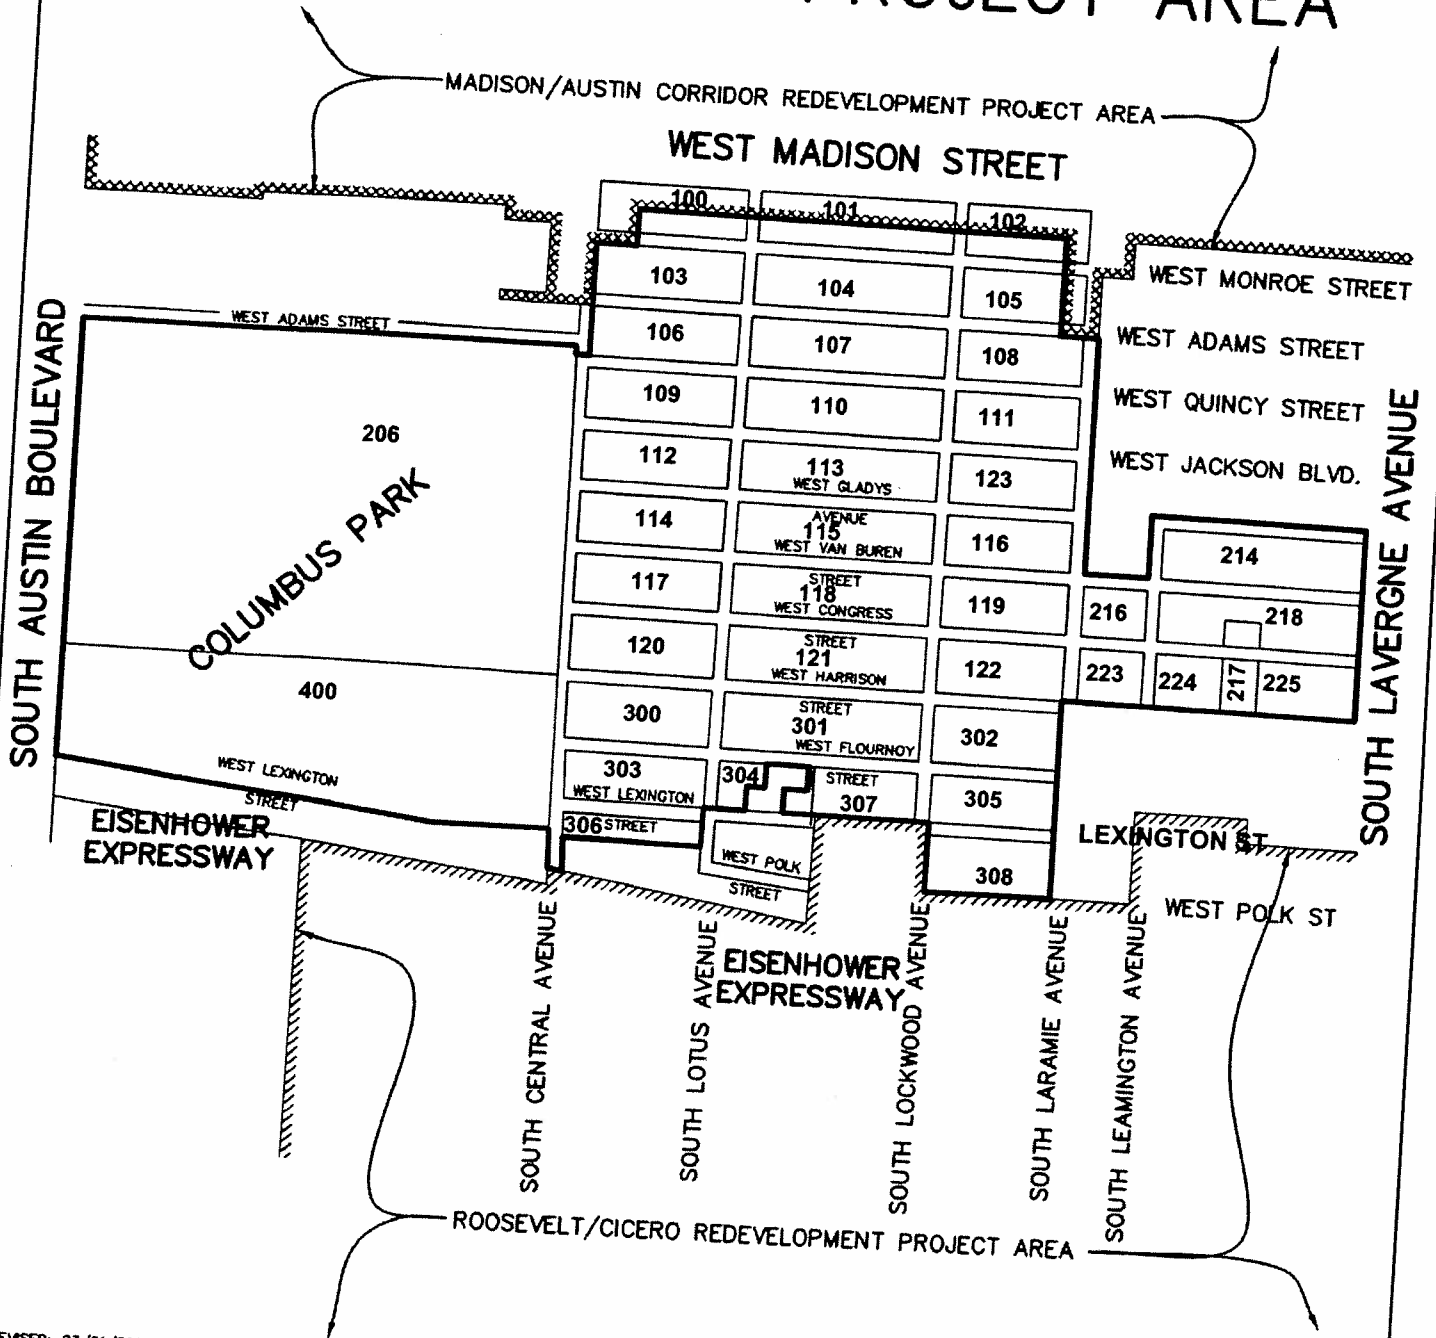 PROJECT AREA
MADISON/AUSTIN CORRIDOR REDEVELOPMENT PROJECT AREA
WEST MADISON STREET
100
101
102
103
104
105
WEST MONROE STREET
WEST ADAMS STREET
106
107
108
WEST ADAMS STREET
109
110
111
WEST QUINCY STREET
206
COLUMBUS PARK
112
113
WEST GLADYS
AVENUE
123
WEST JACKSON BLVD.
114
115
WEST VAN BUREN
STREET
116
214
117
118
WEST CONGRESS
STREET
119
216
218
120
121
WEST HARRISON
STREET
122
223
224
217
225
400
300
301
WEST FLOURNOY
STREET
302
303
304
307
305
WEST LEXINGTON
STREET
WEST LEXINGTON
STREET
306
308
LEXINGTON ST
WEST POLK
STREET
WEST POLK ST
EISENHOWER
EXPRESSWAY
EISENHOWER
EXPRESSWAY
SOUTH AUSTIN BOULEVARD
SOUTH LAVERGNE AVENUE
SOUTH CENTRAL AVENUE
SOUTH LOTUS AVENUE
SOUTH LOCKWOOD AVENUE
SOUTH LARAMIE AVENUE
SOUTH LEAMINGTON AVENUE
ROOSEVELT/CICERO REDEVELOPMENT PROJECT AREA